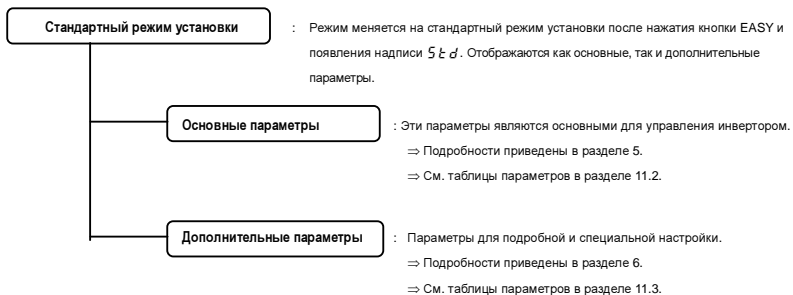 Стандартный режим установки : Режим меняется на стандартный режим установки после нажатия кнопки EASY и
появления надписи Std. Отображаются как основные, так и дополнительные
параметры.
Основные параметры : Эти параметры являются основными для управления инвертором.
⇒ Подробности приведены в разделе 5.
⇒ См. таблицы параметров в разделе 11.2.
Дополнительные параметры : Параметры для подробной и специальной настройки.
⇒ Подробности приведены в разделе 6.
⇒ См. таблицы параметров в разделе 11.3.